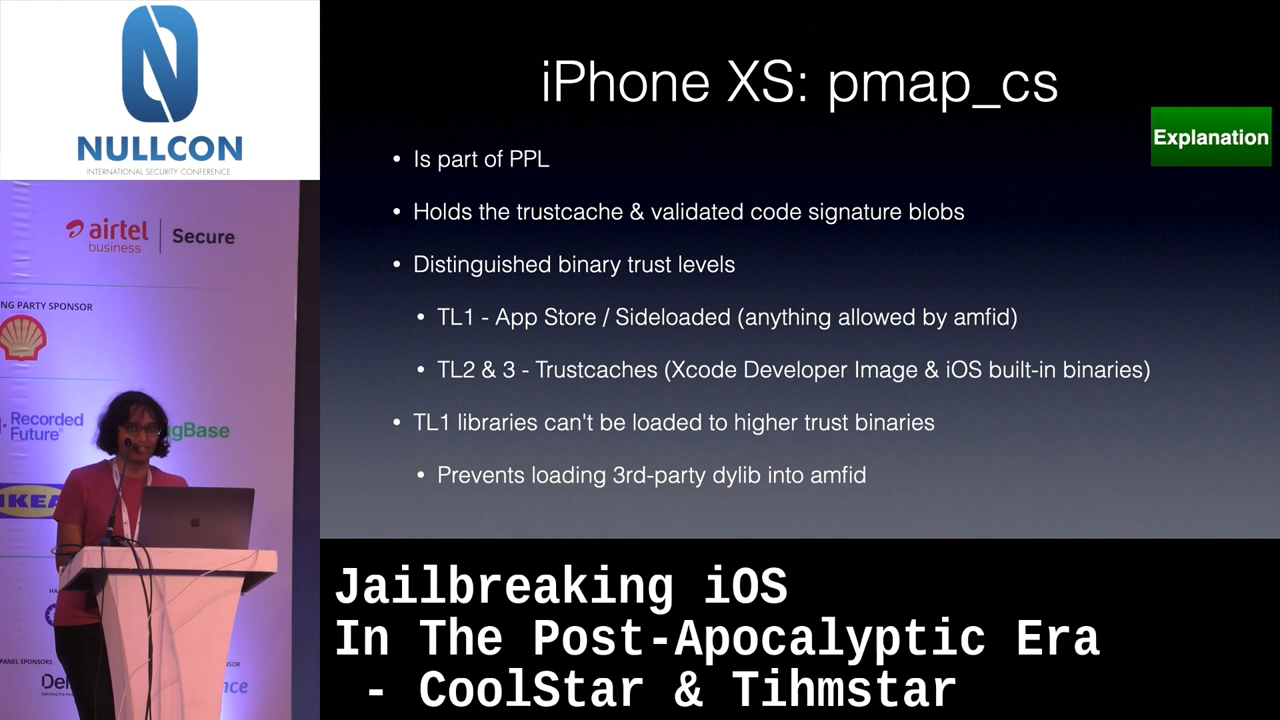 NULLCON
INTERNATIONAL SECURITY CONFERENCE
airtel
business
Secure
NG PARTY SPONSOR
Recorded
Future
gBase
IKEA
PANEL SPONSORS
SOR
iPhone XS: pmap_cs
Explanation
• Is part of PPL
• Holds the trustcache & validated code signature blobs
• Distinguished binary trust levels
• TL1 - App Store / Sideloaded (anything allowed by amfid)
• TL2 & 3 - Trustcaches (Xcode Developer Image & iOS built-in binaries)
• TL1 libraries can't be loaded to higher trust binaries
• Prevents loading 3rd-party dylib into amfid
Jailbreaking iOS
In The Post-Apocalyptic Era
- CoolStar & Tihmstar